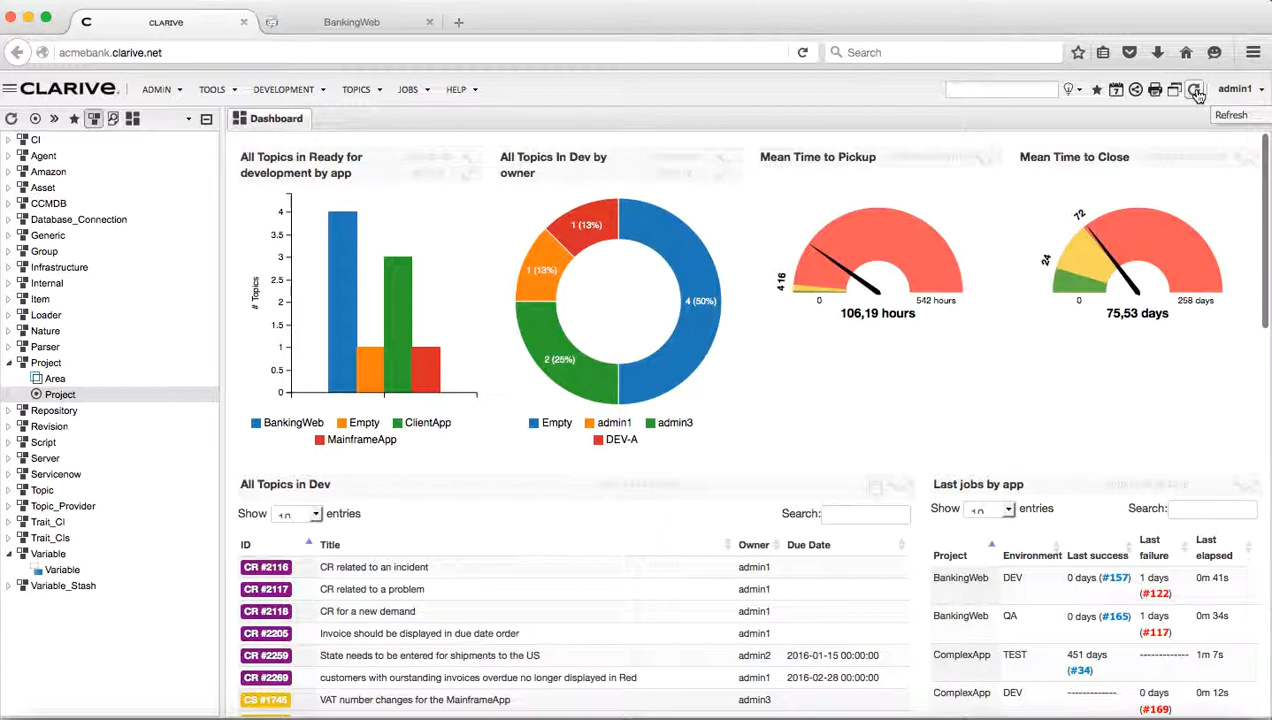 CLARIVE
BankingWeb
acmebank.clarive.net
Search
CLARIVE.
ADMIN
TOOLS
DEVELOPMENT
TOPICS
JOBS
HELP
7
admin1
Refresh
Dashboard
CI
Agent
Amazon
Asset
CCMDB
Database_Connection
Generic
Group
Infrastructure
Internal
Item
Loader
Nature
Parser
Project
Area
Project
Repository
Revision
Script
Server
Servicenow
Topic
Topic_Provider
Trait_CI
Trait_CIs
Variable
Variable
Variable_Stash
All Topics in Ready for
development by app
# Topics
4
3.5
3
2.5
2
1.5
1
0.5
0
BankingWeb Empty ClientApp
MainframeApp
All Topics In Dev by
owner
1 (13%)
1 (13%)
4 (50%)
2 (25%)
Empty admin1 admin3
DEV-A
Mean Time to Pickup
4 16
0 542 hours
106,19 hours
Mean Time to Close
72
24
0 258 days
75,53 days
All Topics in Dev
Show 10 entries
Search:
ID Title Owner Due Date
CR #2116 CR related to an incident admin1
CR #2117 CR related to a problem admin1
CR #2118 CR for a new demand admin1
CR #2205 Invoice should be displayed in due date order admin1
CR #2259 State needs to be entered for shipments to the US admin2 2016-01-15 00:00:00
CR #2269 customers with outstanding invoices overdue no longer displayed in Red admin1 2016-02-28 00:00:00
CS #1745 VAT number changes for the MainframeApp admin3
Last jobs by app
Show 10 entries
Search:
Project Environment Last success Last failure Last elapsed
BankingWeb DEV 0 days (#157) 1 days (#122) 0m 41s
BankingWeb QA 0 days (#165) 1 days (#117) 0m 34s
ComplexApp TEST 451 days (#34) ------------- 1m 7s
ComplexApp DEV ------------- 0 days (#169) 0m 12s